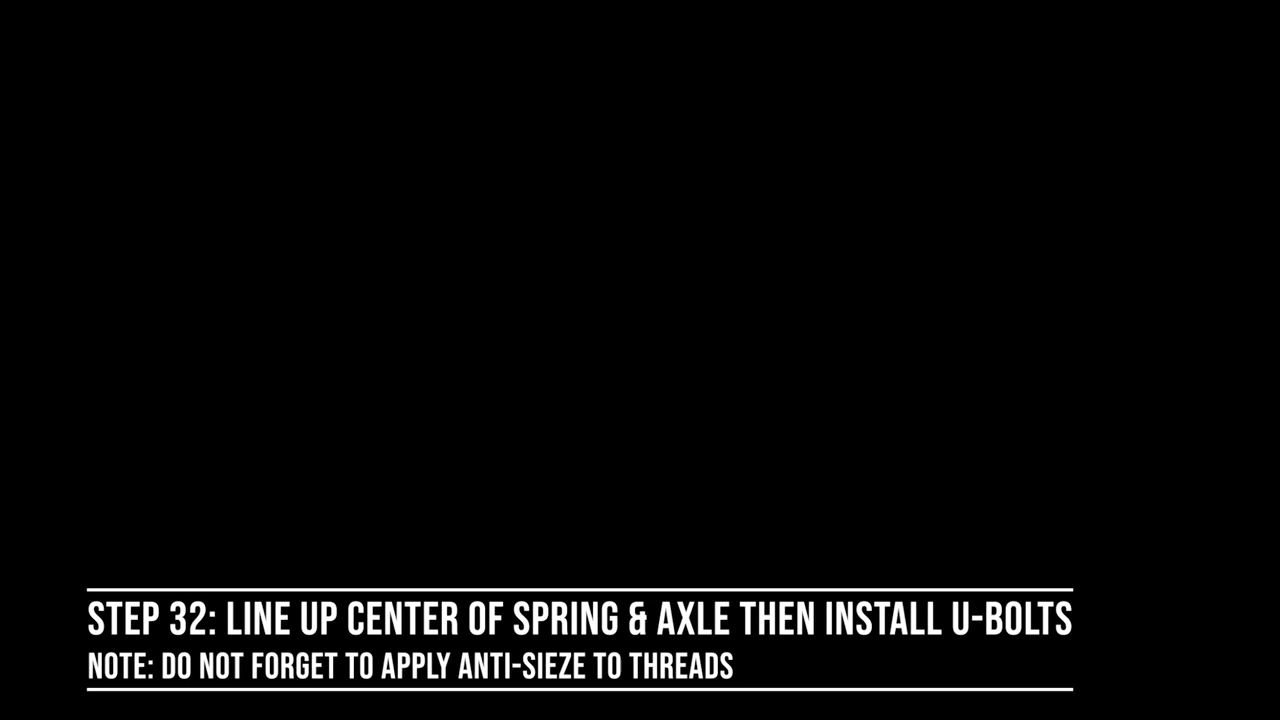 STEP 32: LINE UP CENTER OF SPRING & AXLE THEN INSTALL U-BOLTS
NOTE: DO NOT FORGET TO APPLY ANTI-SIEZE TO THREADS